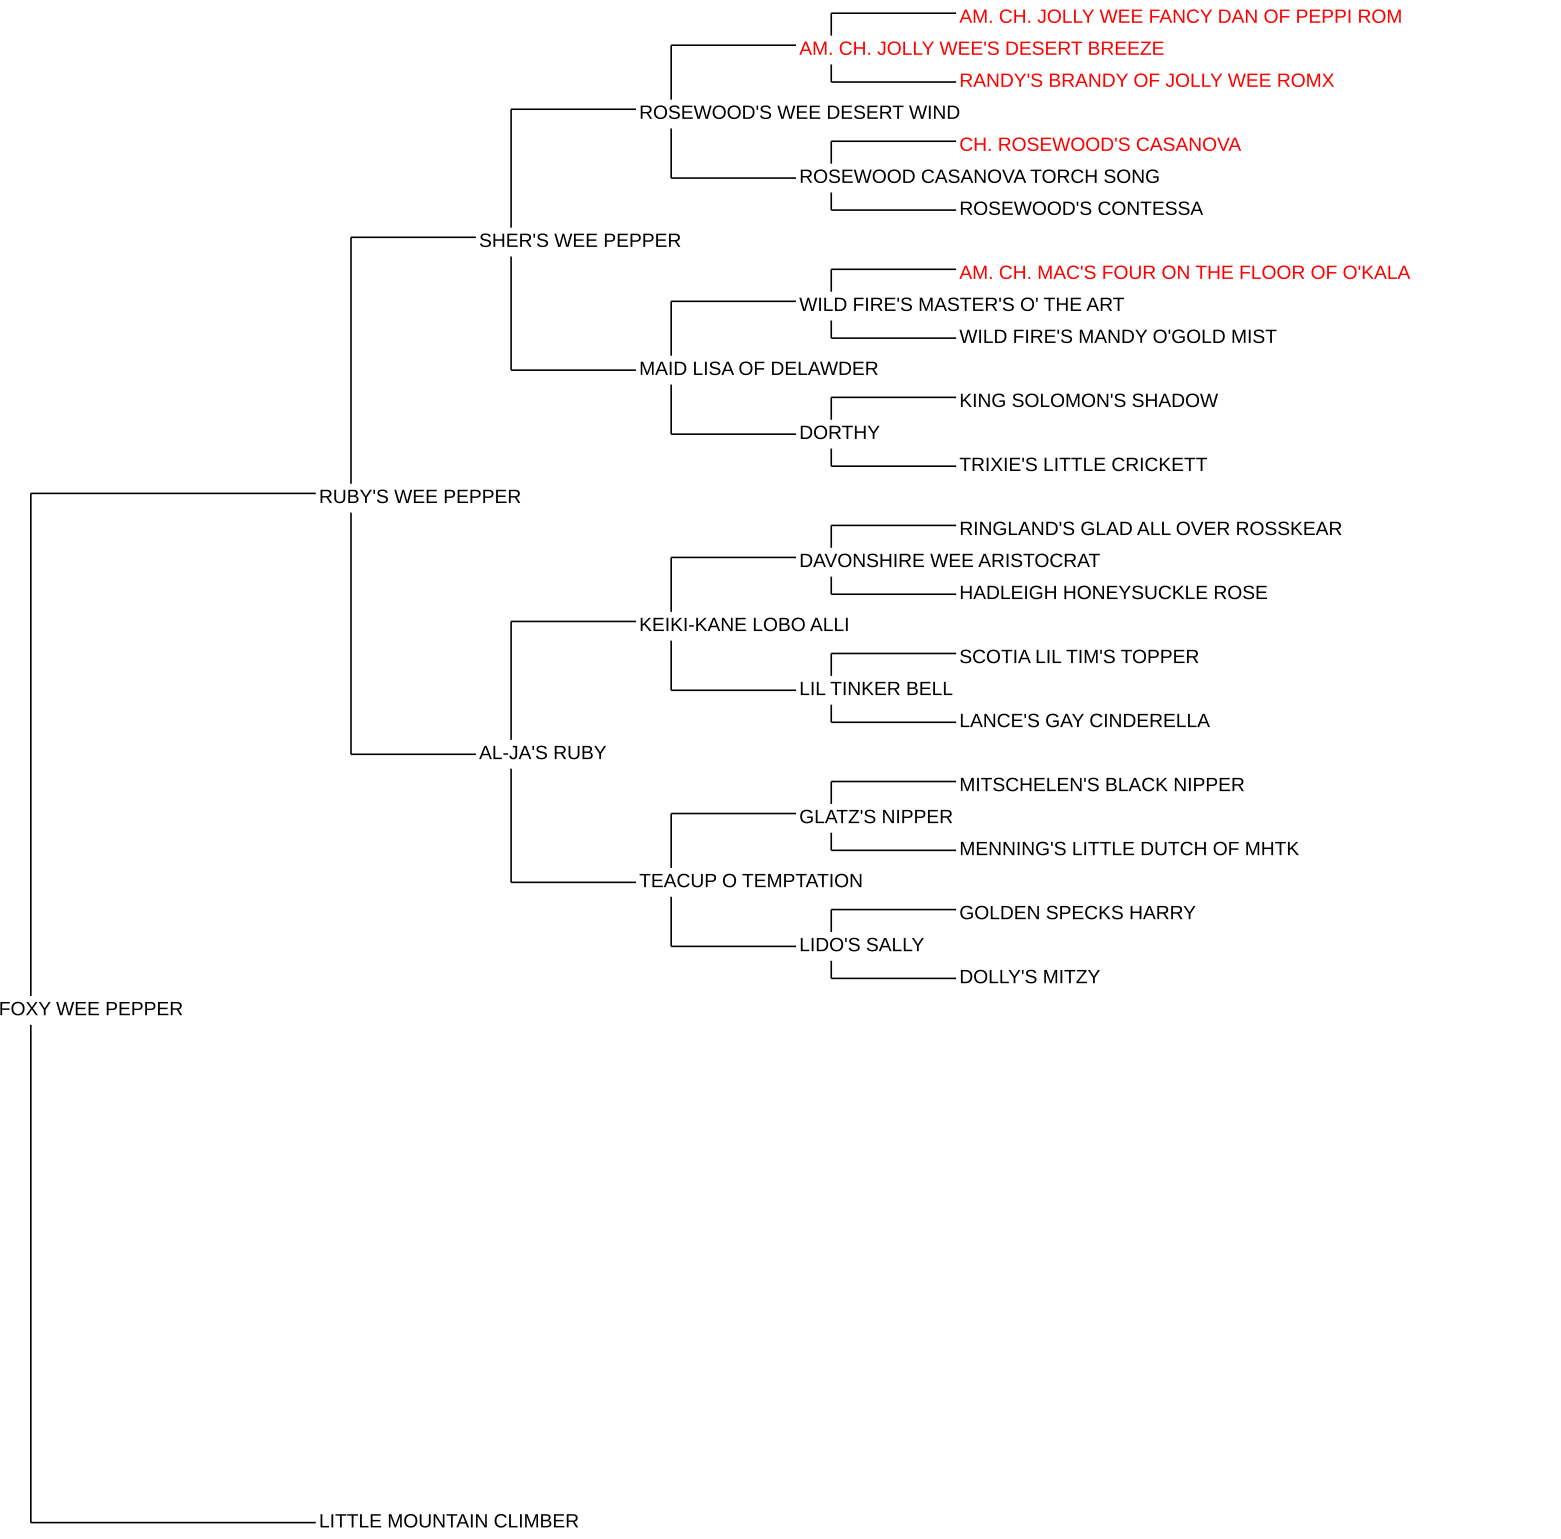 AM. CH. JOLLY WEE FANCY DAN OF PEPPI ROM
AM. CH. JOLLY WEE'S DESERT BREEZE
RANDY'S BRANDY OF JOLLY WEE ROMX
ROSEWOOD'S WEE DESERT WIND
CH. ROSEWOOD'S CASANOVA
ROSEWOOD CASANOVA TORCH SONG
ROSEWOOD'S CONTESSA
SHER'S WEE PEPPER
AM. CH. MAC'S FOUR ON THE FLOOR OF O'KALA
WILD FIRE'S MASTER'S O' THE ART
WILD FIRE'S MANDY O'GOLD MIST
MAID LISA OF DELAWDER
KING SOLOMON'S SHADOW
DORTHY
TRIXIE'S LITTLE CRICKETT
RUBY'S WEE PEPPER
RINGLAND'S GLAD ALL OVER ROSSKEAR
DAVONSHIRE WEE ARISTOCRAT
HADLEIGH HONEYSUCKLE ROSE
KEIKI-KANE LOBO ALLI
SCOTIA LIL TIM'S TOPPER
LIL TINKER BELL
LANCE'S GAY CINDERELLA
AL-JA'S RUBY
MITSCHELEN'S BLACK NIPPER
GLATZ'S NIPPER
MENNING'S LITTLE DUTCH OF MHTK
TEACUP O TEMPTATION
GOLDEN SPECKS HARRY
LIDO'S SALLY
DOLLY'S MITZY
FOXY WEE PEPPER
LITTLE MOUNTAIN CLIMBER